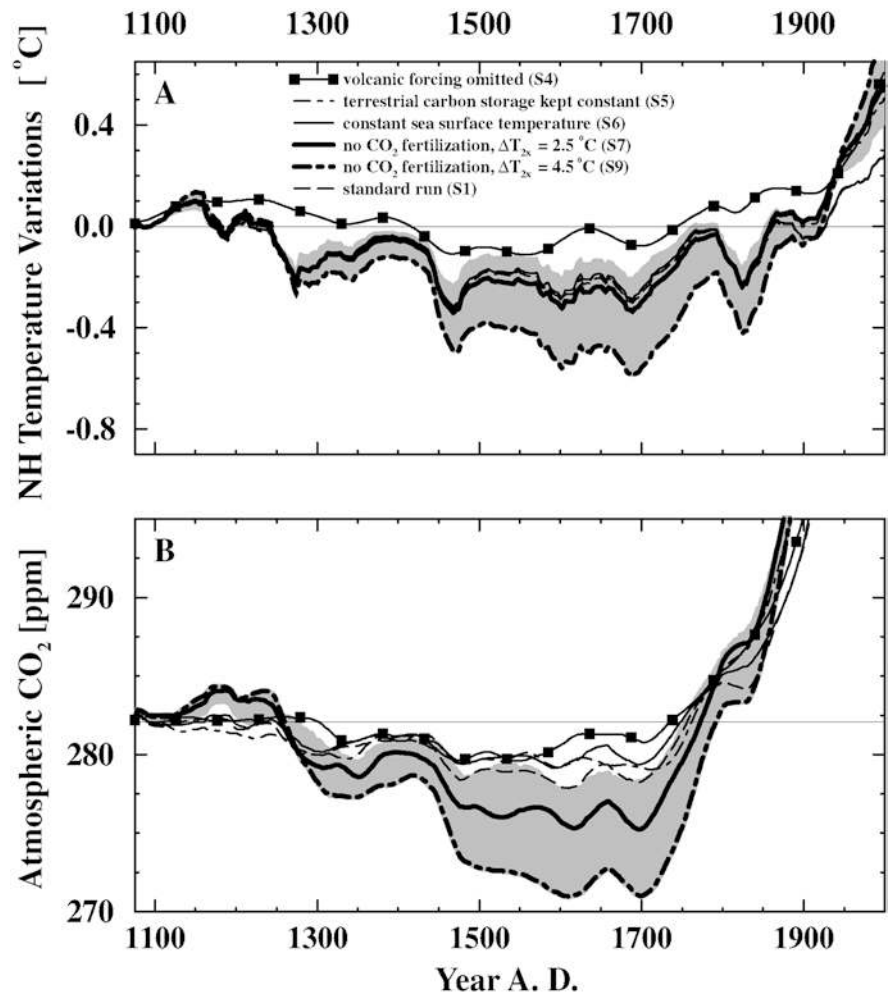 1100 1300 1500 1700 1900
NH Temperature Variations [ °C]
A
volcanic forcing omitted (S4)
terrestrial carbon storage kept constant (S5)
constant sea surface temperature (S6)
no CO₂ fertilization, ΔT₂ₓ = 2.5 °C (S7)
no CO₂ fertilization, ΔT₂ₓ = 4.5 °C (S9)
standard run (S1)
0.4
0.0
-0.4
-0.8
Atmospheric CO₂ [ppm]
B
290
280
270
1100 1300 1500 1700 1900
Year A. D.